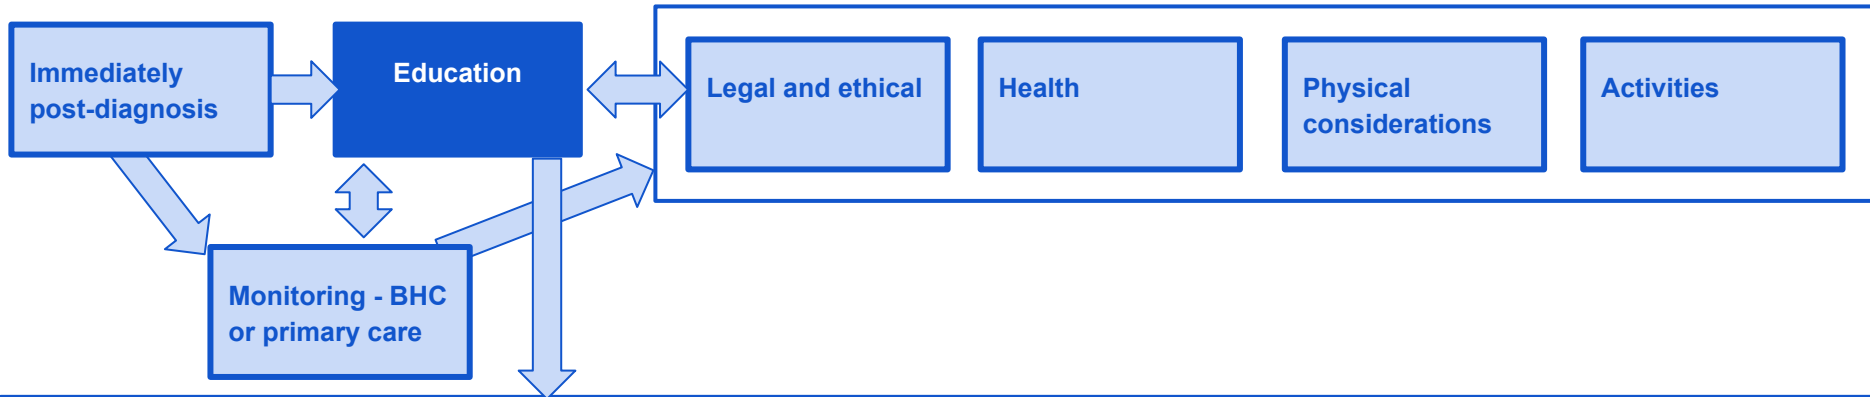 Immediately
post-diagnosis
Education
Legal and ethical
Health
Physical
considerations
Activities
Monitoring - BHC
or primary care